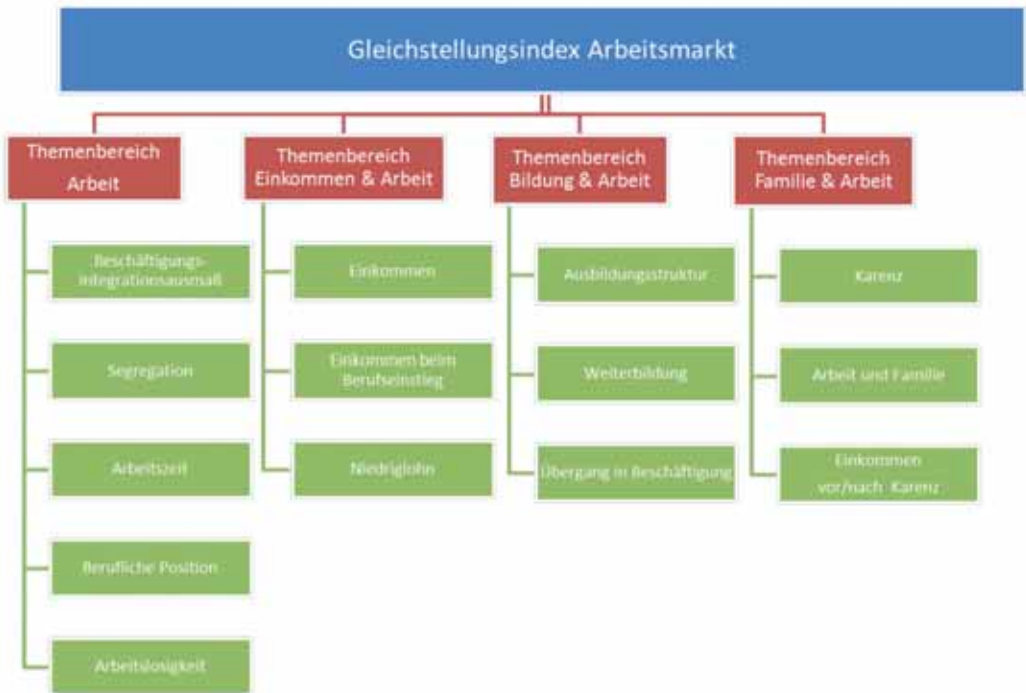 Gleichstellungsindex Arbeitsmarkt
Themenbereich
Arbeit
Beschäftigungs-
integrationsausmaß
Segregation
Arbeitszeit
Berufliche Position
Arbeitslosigkeit
Themenbereich
Einkommen & Arbeit
Einkommen
Einkommen beim
Berufseinstieg
Niedriglohn
Themenbereich
Bildung & Arbeit
Ausbildungsstruktur
Weiterbildung
Übergang in Beschäftigung
Themenbereich
Familie & Arbeit
Karenz
Arbeit und Familie
Einkommen
vor/nach Karenz